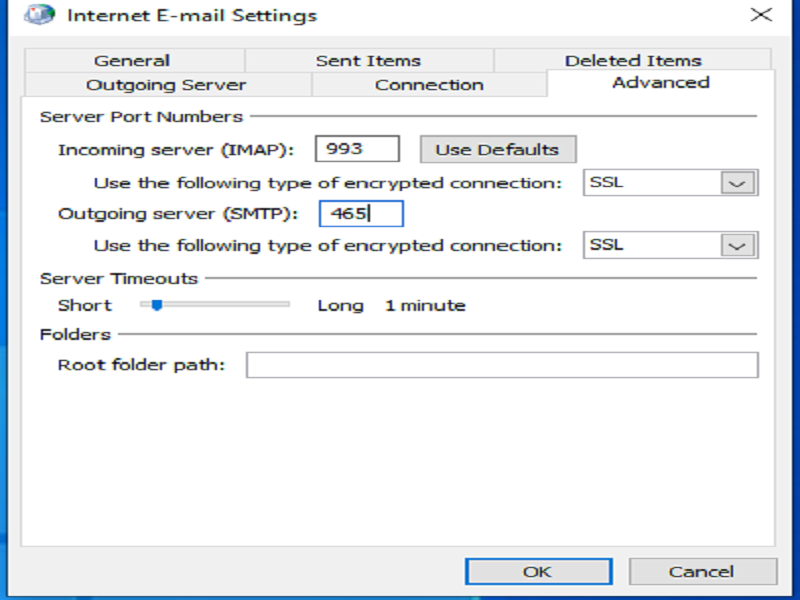 Internet E-mail Settings
General Sent Items Deleted Items
Outgoing Server Connection Advanced
Server Port Numbers
Incoming server (IMAP): 993 Use Defaults
Use the following type of encrypted connection: SSL
Outgoing server (SMTP): 465
Use the following type of encrypted connection: SSL
Server Timeouts
Short Long 1 minute
Folders
Root folder path:
OK Cancel